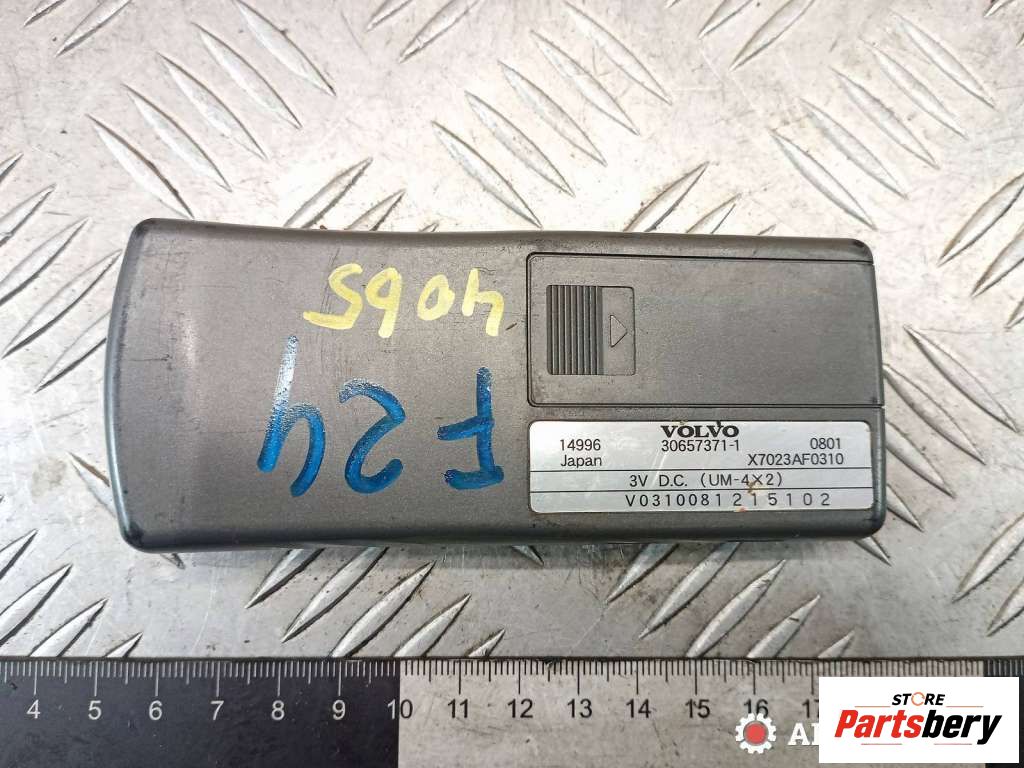 4065
F24
VOLVO
14996 30657371-1 0801
Japan X7023AF0310
3V D.C. (UM-4×2)
V0310081215102
4 5 6 7 8 9 10 11 12 13 14 15 16 17
STORE
Partsbery